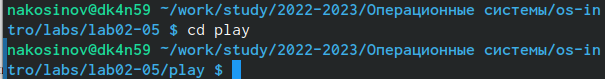 nakosinov@dk4n59 ~/work/study/2022-2023/Операционные системы/os-in
tro/labs/lab02-05 $ cd play
nakosinov@dk4n59 ~/work/study/2022-2023/Операционные системы/os-in
tro/labs/lab02-05/play $